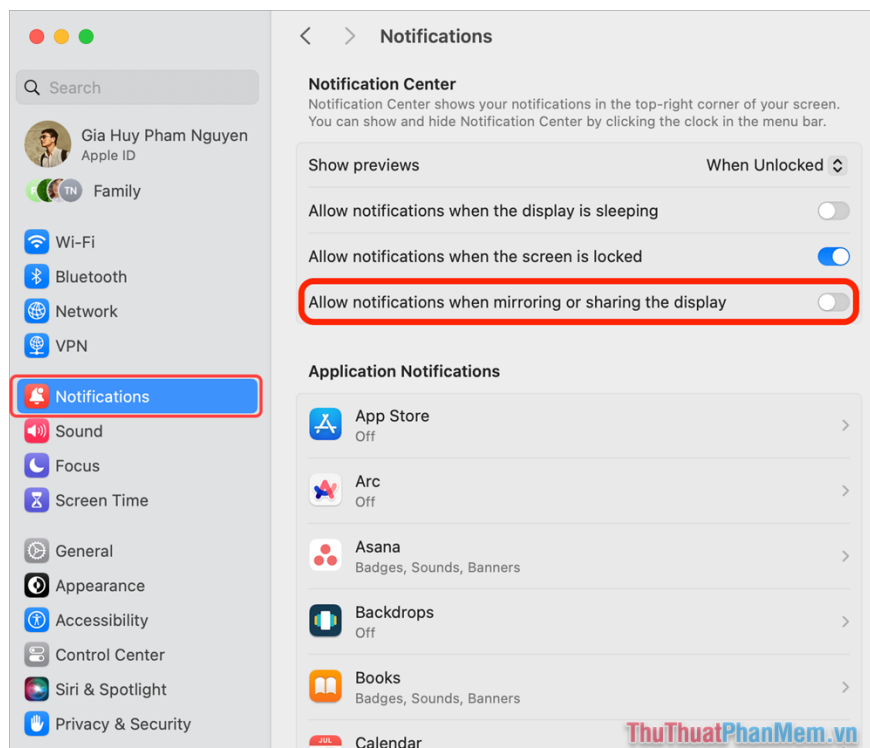 Notifications
Search
Gia Huy Pham Nguyen
Apple ID
TN
Family
Wi-Fi
Bluetooth
Network
VPN
Notifications
Sound
Focus
Screen Time
General
Appearance
Accessibility
Control Center
Siri & Spotlight
Privacy & Security
Notification Center
Notification Center shows your notifications in the top-right corner of your screen.
You can show and hide Notification Center by clicking the clock in the menu bar.
Show previews When Unlocked
Allow notifications when the display is sleeping
Allow notifications when the screen is locked
Allow notifications when mirroring or sharing the display
Application Notifications
App Store
Off
Arc
Off
Asana
Badges, Sounds, Banners
Backdrops
Off
Books
Badges, Sounds, Banners
JUL
Calendar
ThuThuatPhanMem.vn